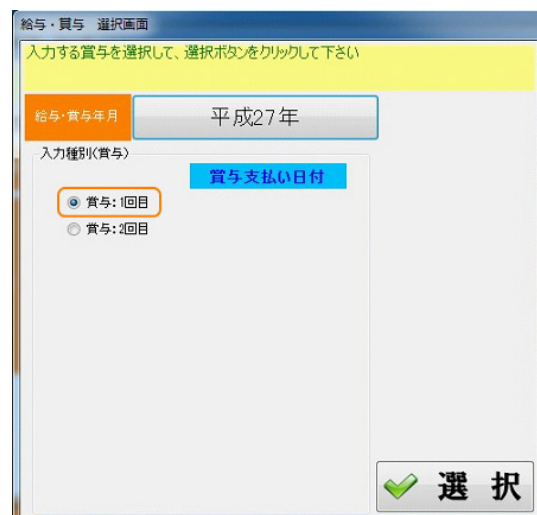 給与・賞与 選択画面
入力する賞与を選択して、選択ボタンをクリックして下さい
給与・賞与年月
平成27年
入力種別(賞与)
賞与支払い日付
賞与:1回目
賞与:2回目
選 択